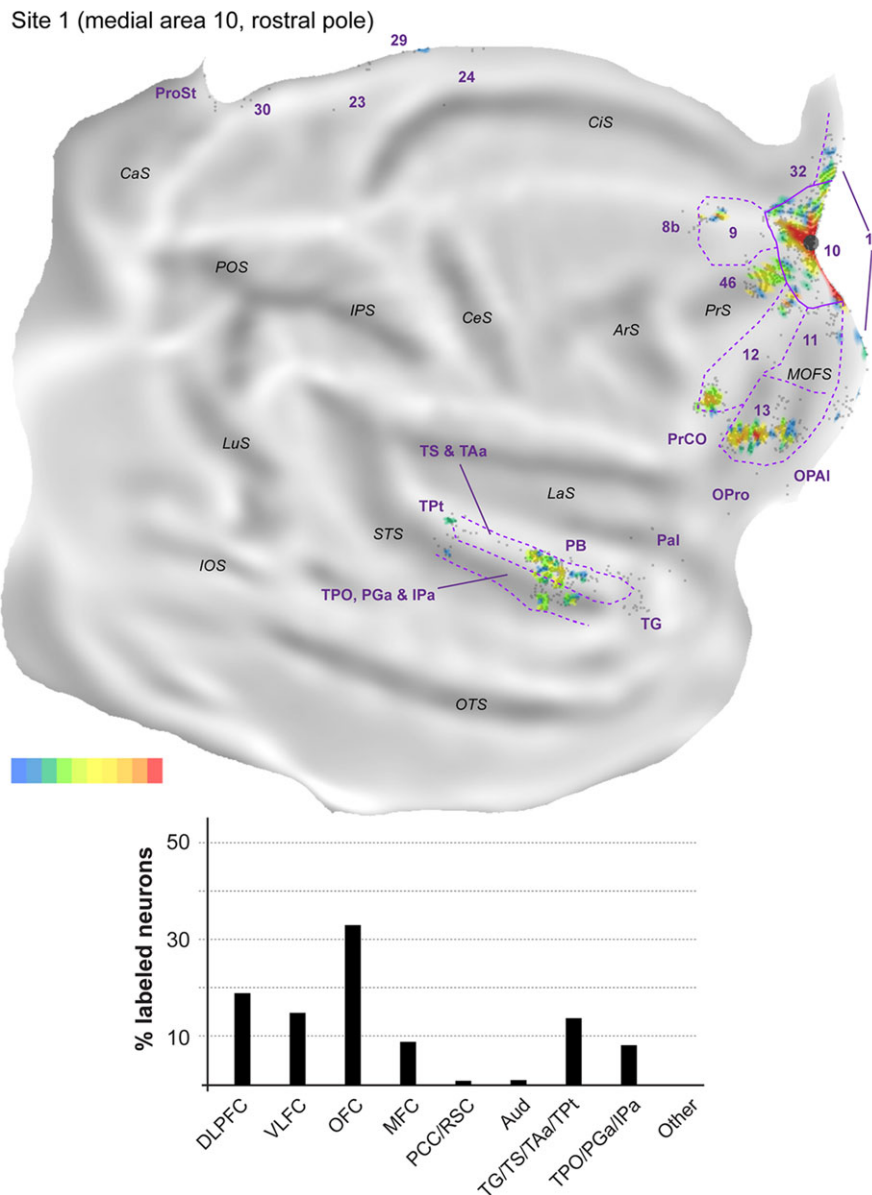 Site 1 (medial area 10, rostral pole)
29
24
ProSt
30
23
CiS
CaS
32
8b
9
1
10
POS
46
IPS
CeS
ArS
PrS
11
12
MOFS
13
LuS
PrCO
TS & TAa
OPAl
LaS
OPro
TPt
STS
PB
PaI
IOS
TPO, PGa & IPa
TG
OTS
% labeled neurons
50
30
10
DLPFC
VLFC
OFC
MFC
PCC/RSC
Aud
TG/TS/TAa/TPt
TPO/PGa/IPa
Other